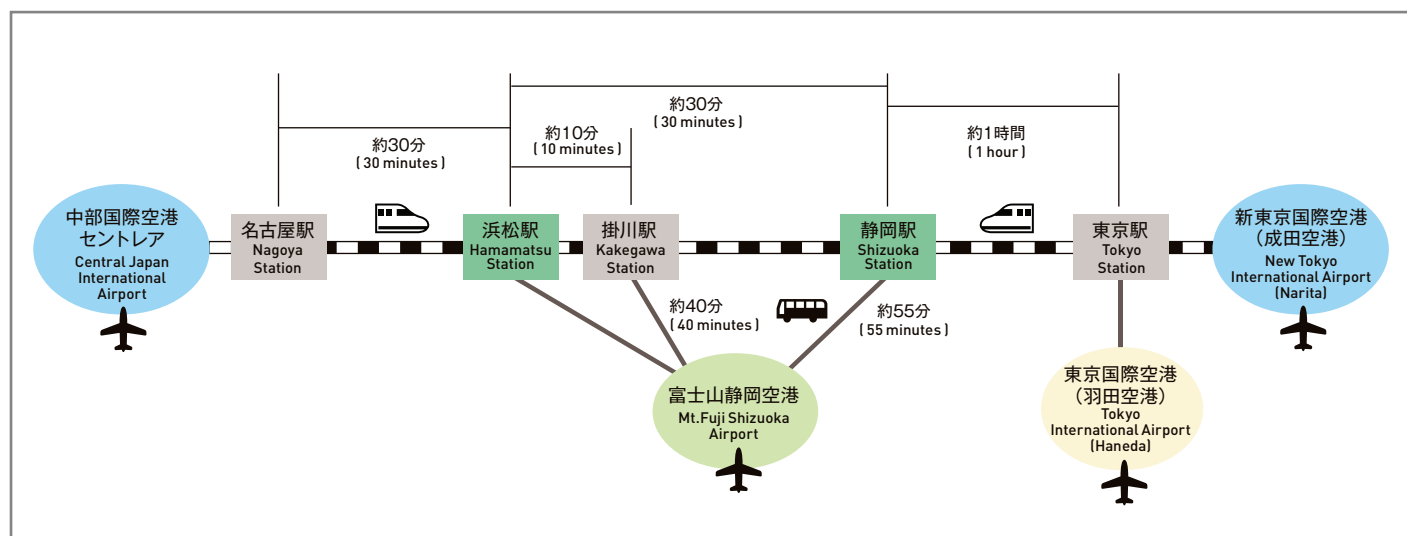 約30分
( 30 minutes )
約1時間
( 1 hour )
約30分
( 30 minutes )
約10分
( 10 minutes )
中部国際空港
セントレア
Central Japan
International
Airport
名古屋駅
Nagoya
Station
浜松駅
Hamamatsu
Station
掛川駅
Kakegawa
Station
静岡駅
Shizuoka
Station
東京駅
Tokyo
Station
新東京国際空港
（成田空港）
New Tokyo
International Airport
(Narita)
約40分
( 40 minutes )
約55分
( 55 minutes )
富士山静岡空港
Mt.Fuji Shizuoka
Airport
東京国際空港
（羽田空港）
Tokyo
International Airport
(Haneda)